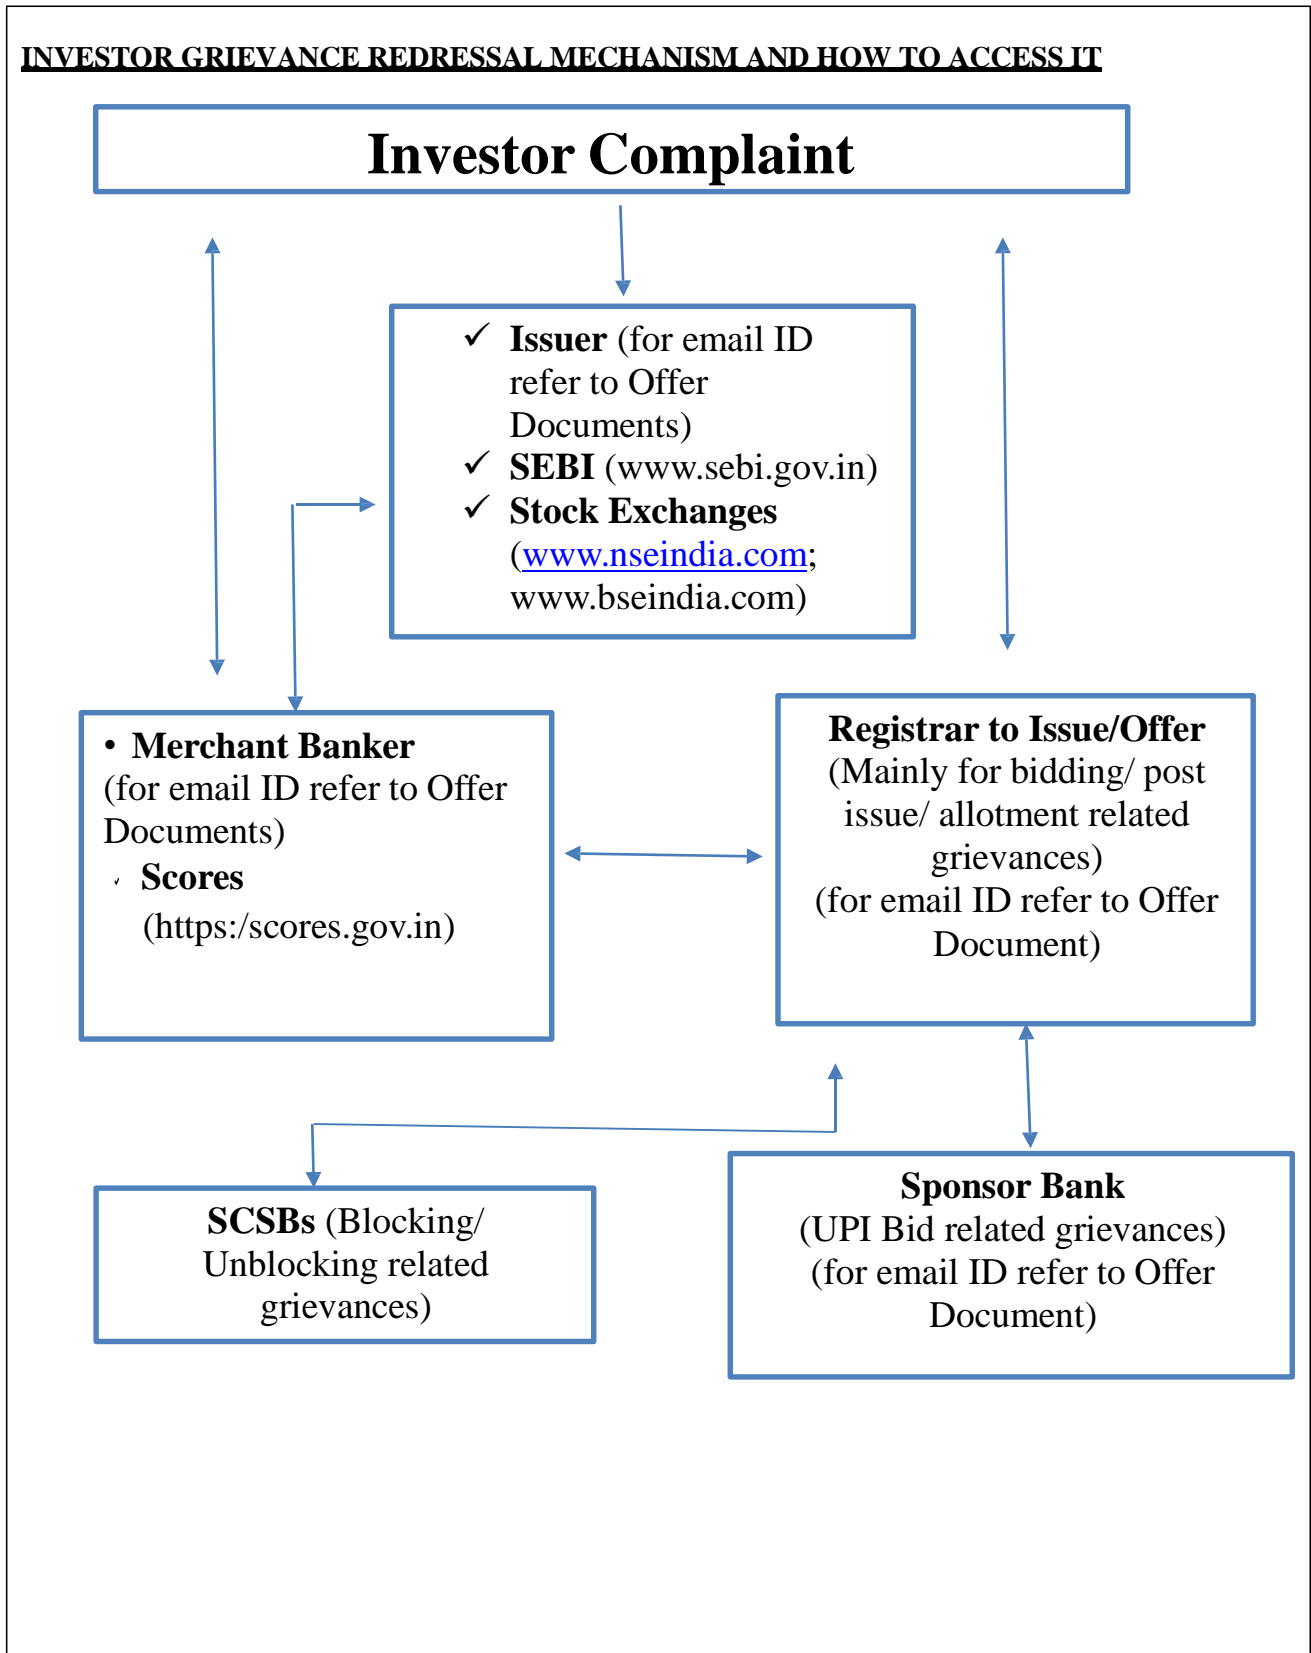 INVESTOR GRIEVANCE REDRESSAL MECHANISM AND HOW TO ACCESS IT
Investor Complaint
✓ Issuer (for email ID
refer to Offer
Documents)
✓ SEBI (www.sebi.gov.in)
✓ Stock Exchanges
(www.nseindia.com;
www.bseindia.com)
• Merchant Banker
(for email ID refer to Offer
Documents)
✓ Scores
(https:/scores.gov.in)
Registrar to Issue/Offer
(Mainly for bidding/ post
issue/ allotment related
grievances)
(for email ID refer to Offer
Document)
SCSBs (Blocking/
Unblocking related
grievances)
Sponsor Bank
(UPI Bid related grievances)
(for email ID refer to Offer
Document)